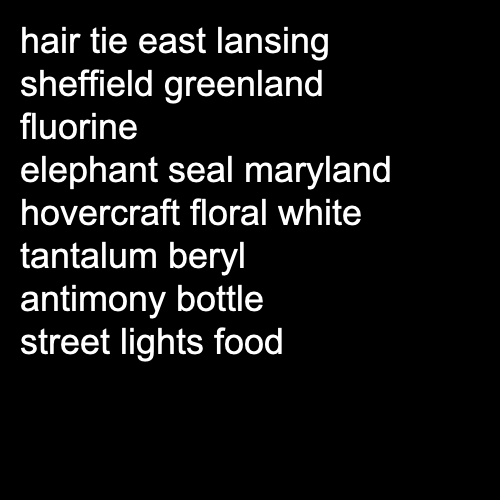 hair tie east lansing
sheffield greenland
fluorine
elephant seal maryland
hovercraft floral white
tantalum beryl
antimony bottle
street lights food